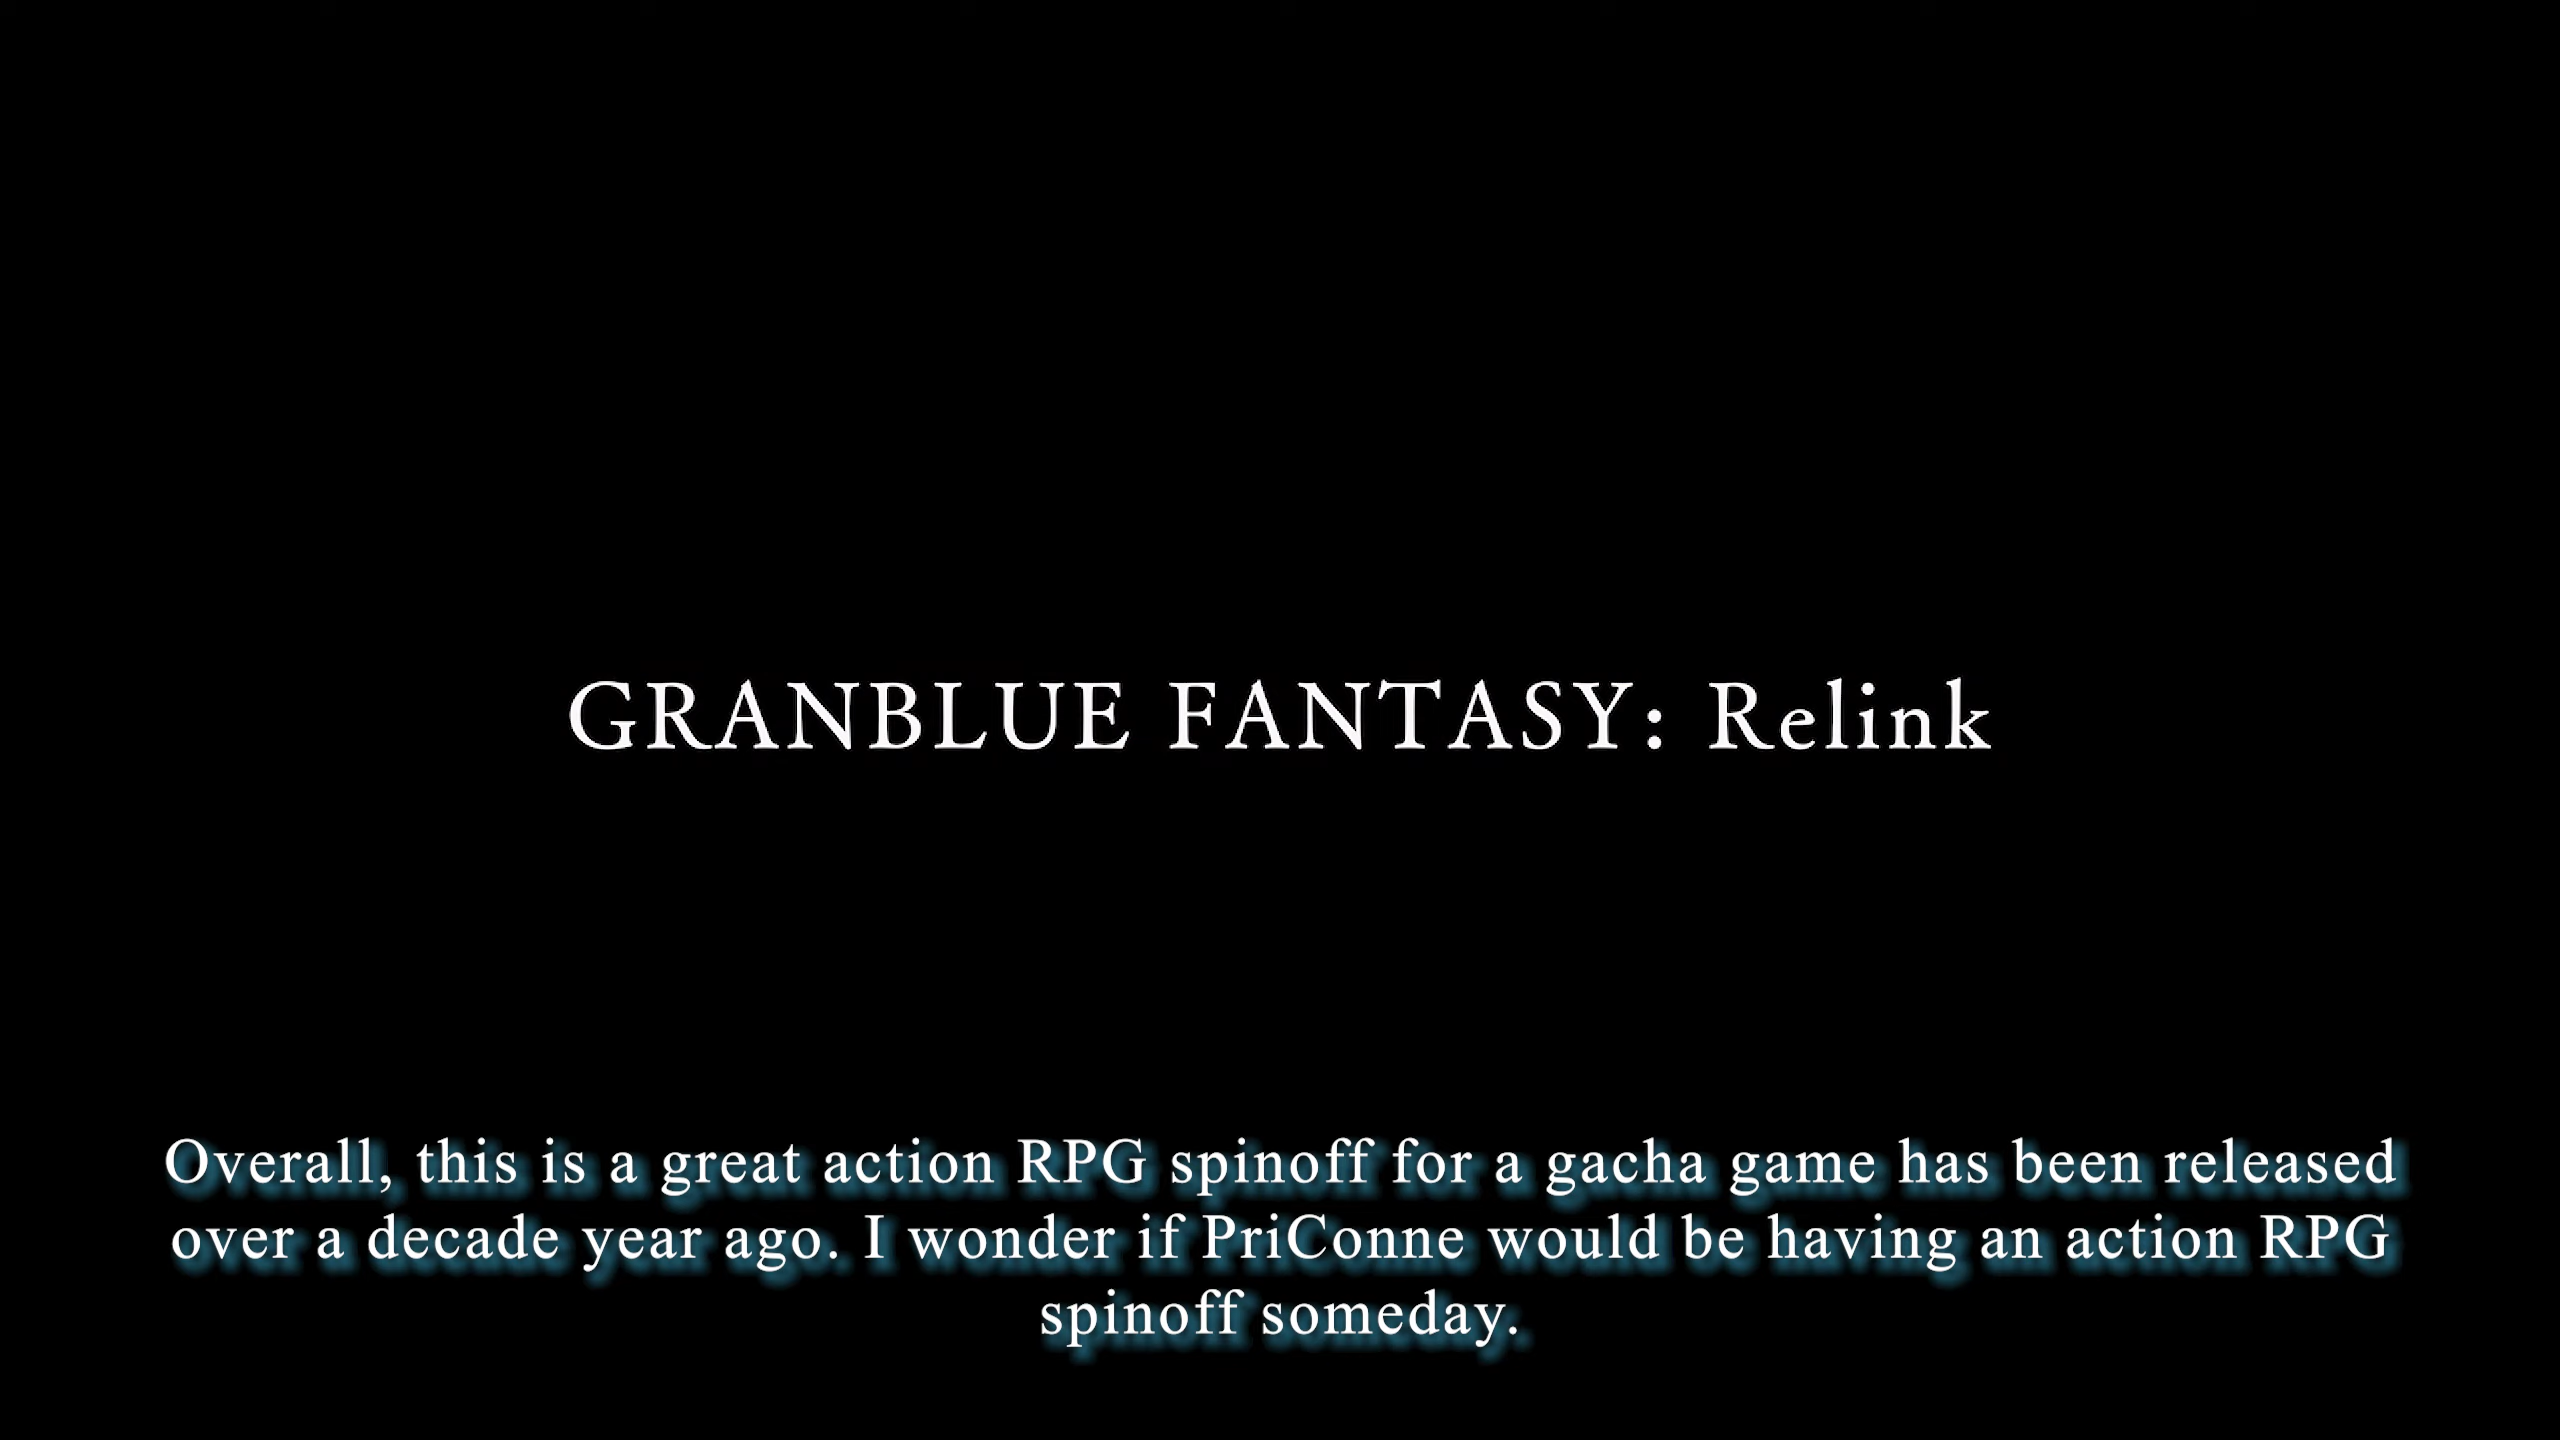 GRANBLUE FANTASY: Relink
Overall, this is a great action RPG spinoff for a gacha game has been released
over a decade year ago. I wonder if PriConne would be having an action RPG
spinoff someday.